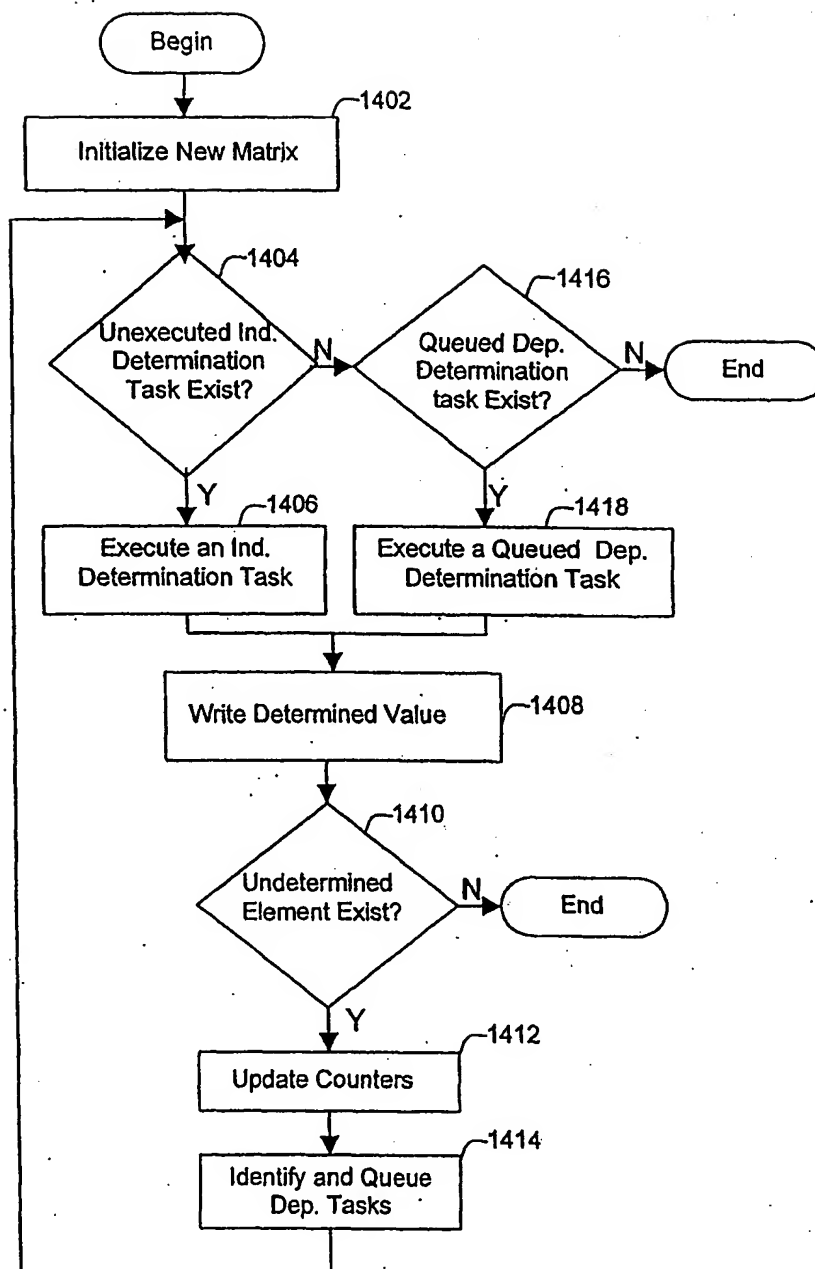 Begin
1402
Initialize New Matrix
1404
Unexecuted Ind.
Determination
Task Exist?
N
1416
Queued Dep.
Determination
task Exist?
N
End
Y
1406
Execute an Ind.
Determination Task
Y
1418
Execute a Queued Dep.
Determination Task
Write Determined Value
1408
1410
Undetermined
Element Exist?
N
End
Y
1412
Update Counters
1414
Identify and Queue
Dep. Tasks